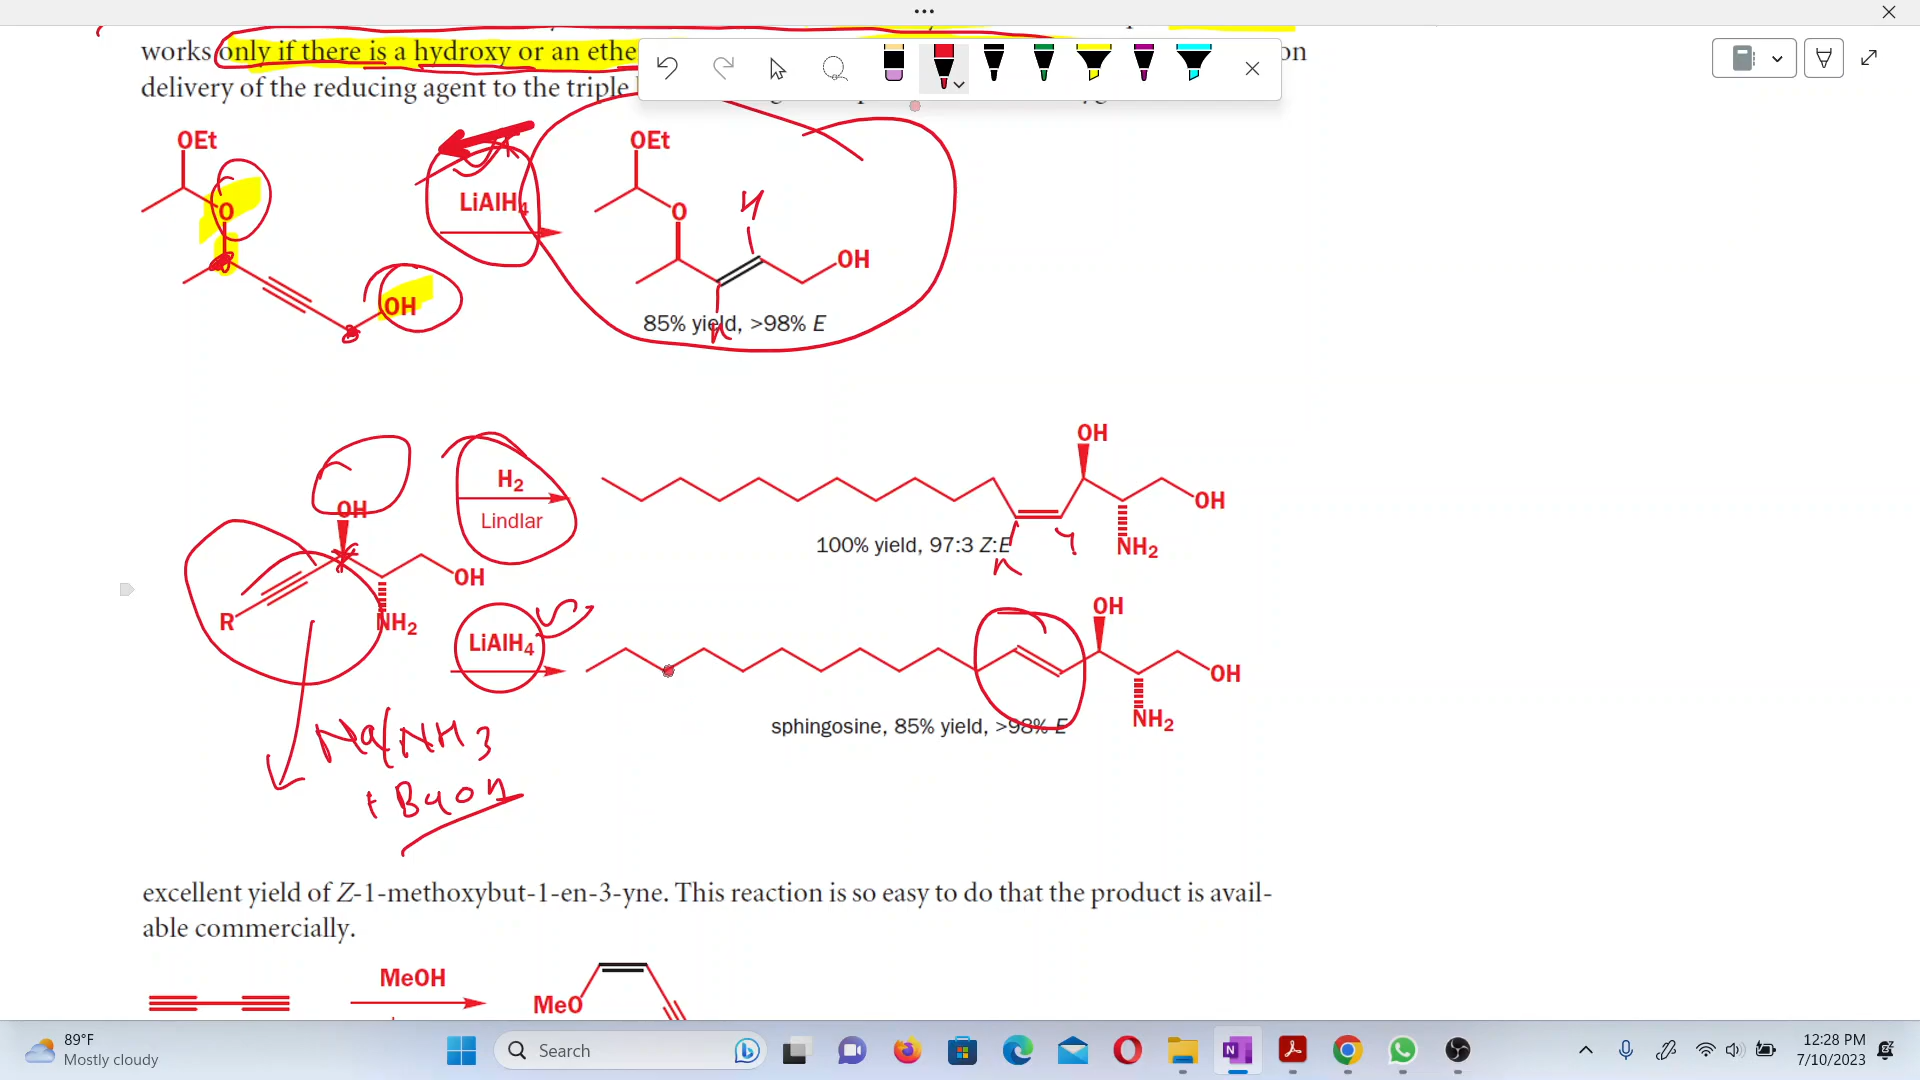 works only if there is a hydroxy or an ethe
on
delivery of the reducing agent to the triple
OEt
O
OH
LiAlH4
OEt
O
H
OH
85% yield, >98% E
H
OH
R
NH2
OH
H2
Lindlar
OH
OH
NH2
100% yield, 97:3 Z:E
H
H
LiAlH4
OH
OH
NH2
sphingosine, 85% yield, >98% E
Na/NH3
+ BuOH
excellent yield of Z-1-methoxybut-1-en-3-yne. This reaction is so easy to do that the product is avail-
able commercially.
MeOH
MeO
89°F
Mostly cloudy
Search
12:28 PM
7/10/2023